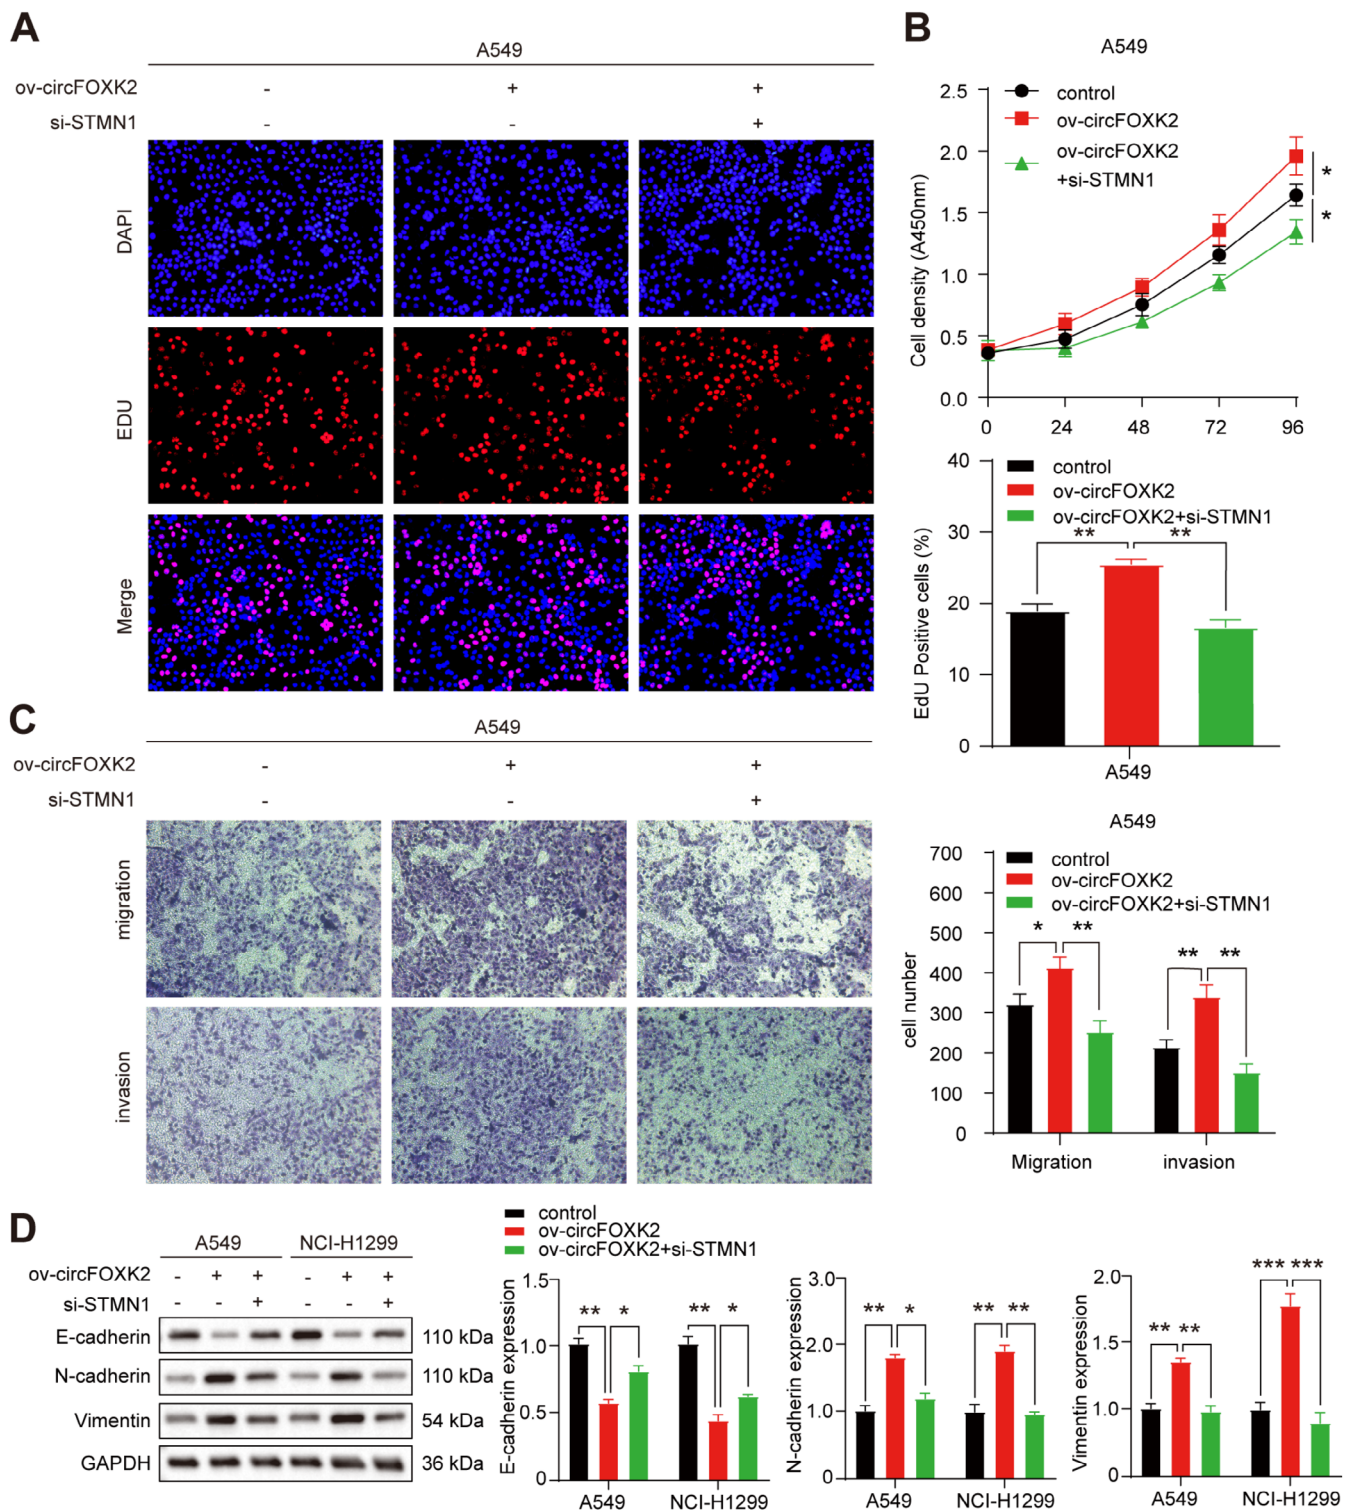 A
A549
ov-circFOXK2 - + +
si-STMN1 - - +
DAPI
EDU
Merge
B
A549
control
ov-circFOXK2
ov-circFOXK2
+si-STMN1
Cell density (A450nm)
2.5
2.0
1.5
1.0
0.5
0.0
*
*
0 24 48 72 96
control
ov-circFOXK2
ov-circFOXK2+si-STMN1
EdU Positive cells (%)
40
30
20
10
0
** **
A549
C
A549
ov-circFOXK2 - + +
si-STMN1 - - +
migration
invasion
A549
control
ov-circFOXK2
ov-circFOXK2+si-STMN1
cell nunber
700
600
500
400
300
200
100
0
* ** ** **
Migration invasion
D
A549 NCI-H1299
ov-circFOXK2 - + + - + +
si-STMN1 - - + - - +
E-cadherin 110 kDa
N-cadherin 110 kDa
Vimentin 54 kDa
GAPDH 36 kDa
control
ov-circFOXK2
ov-circFOXK2+si-STMN1
E-cadherin expression
1.5
1.0
0.5
0
** * ** *
A549 NCI-H1299
N-cadherin expression
3.0
2.0
1.0
0
** * ** **
A549 NCI-H1299
Vimentin expression
2.0
1.5
1.0
0
** ** *** ***
A549 NCI-H1299